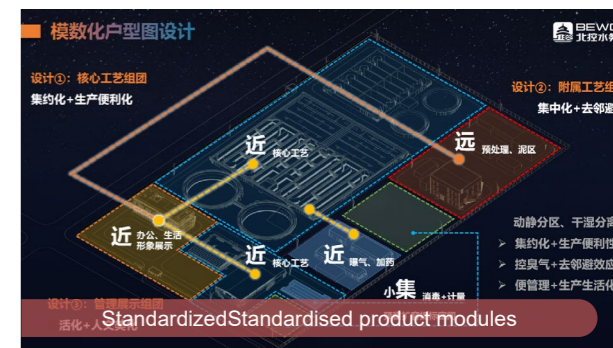 模数化户型图设计
BEWG
北控水务
设计①：核心工艺组团
集约化+生产便利化
设计②：附属工艺组
集中化+去邻避
近 核心工艺
远 预处理、泥区
近 办公、生活
形象展示
近 核心工艺
近 曝气、加药
动静分区、干湿分离
➢ 集约化+生产便利性
➢ 控臭气+去邻避效应
➢ 便管理+生产生活化
小集 消毒+计量
设计③：管理展示组团
StandardizedStandardised product modules